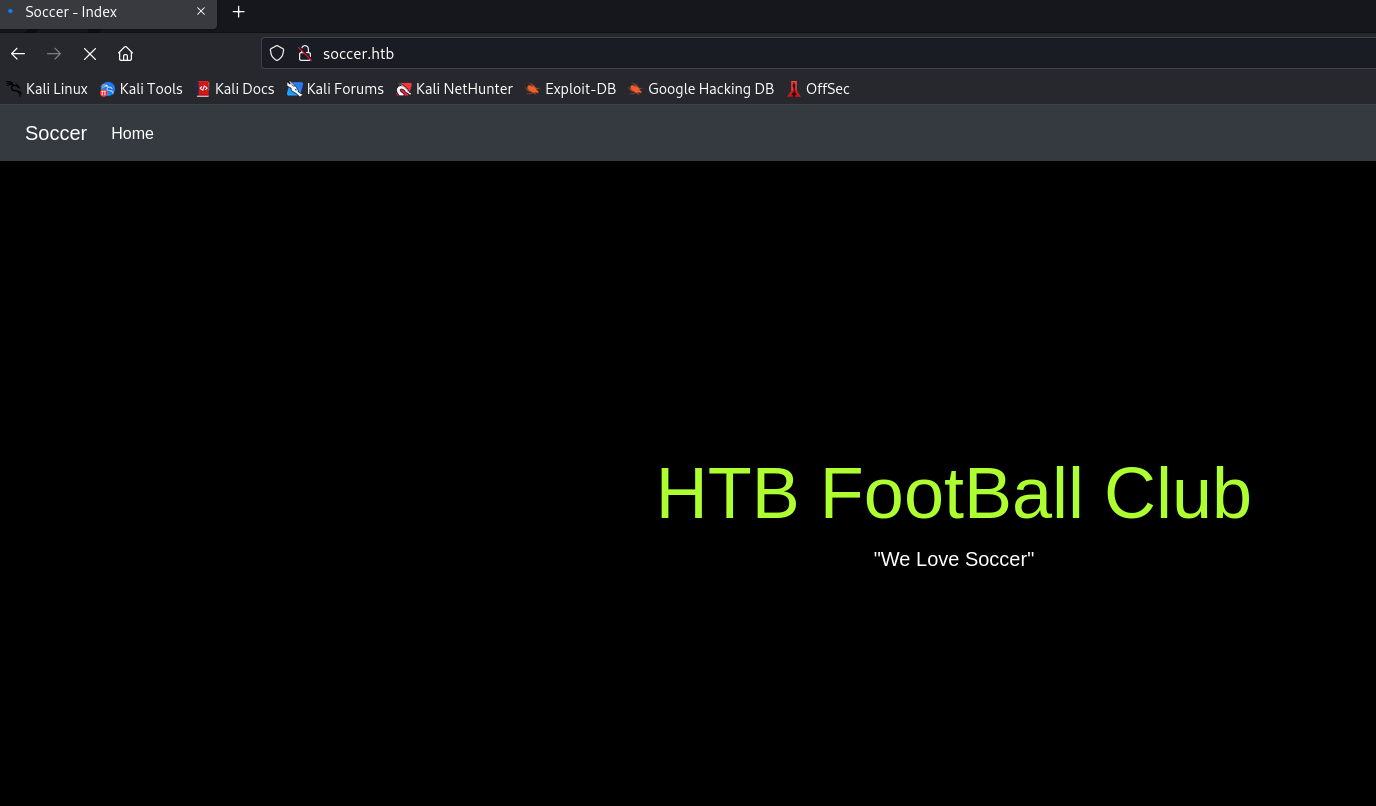 Soccer - Index
soccer.htb
Kali Linux Kali Tools Kali Docs Kali Forums Kali NetHunter Exploit-DB Google Hacking DB OffSec
Soccer Home
HTB FootBall Club
"We Love Soccer"